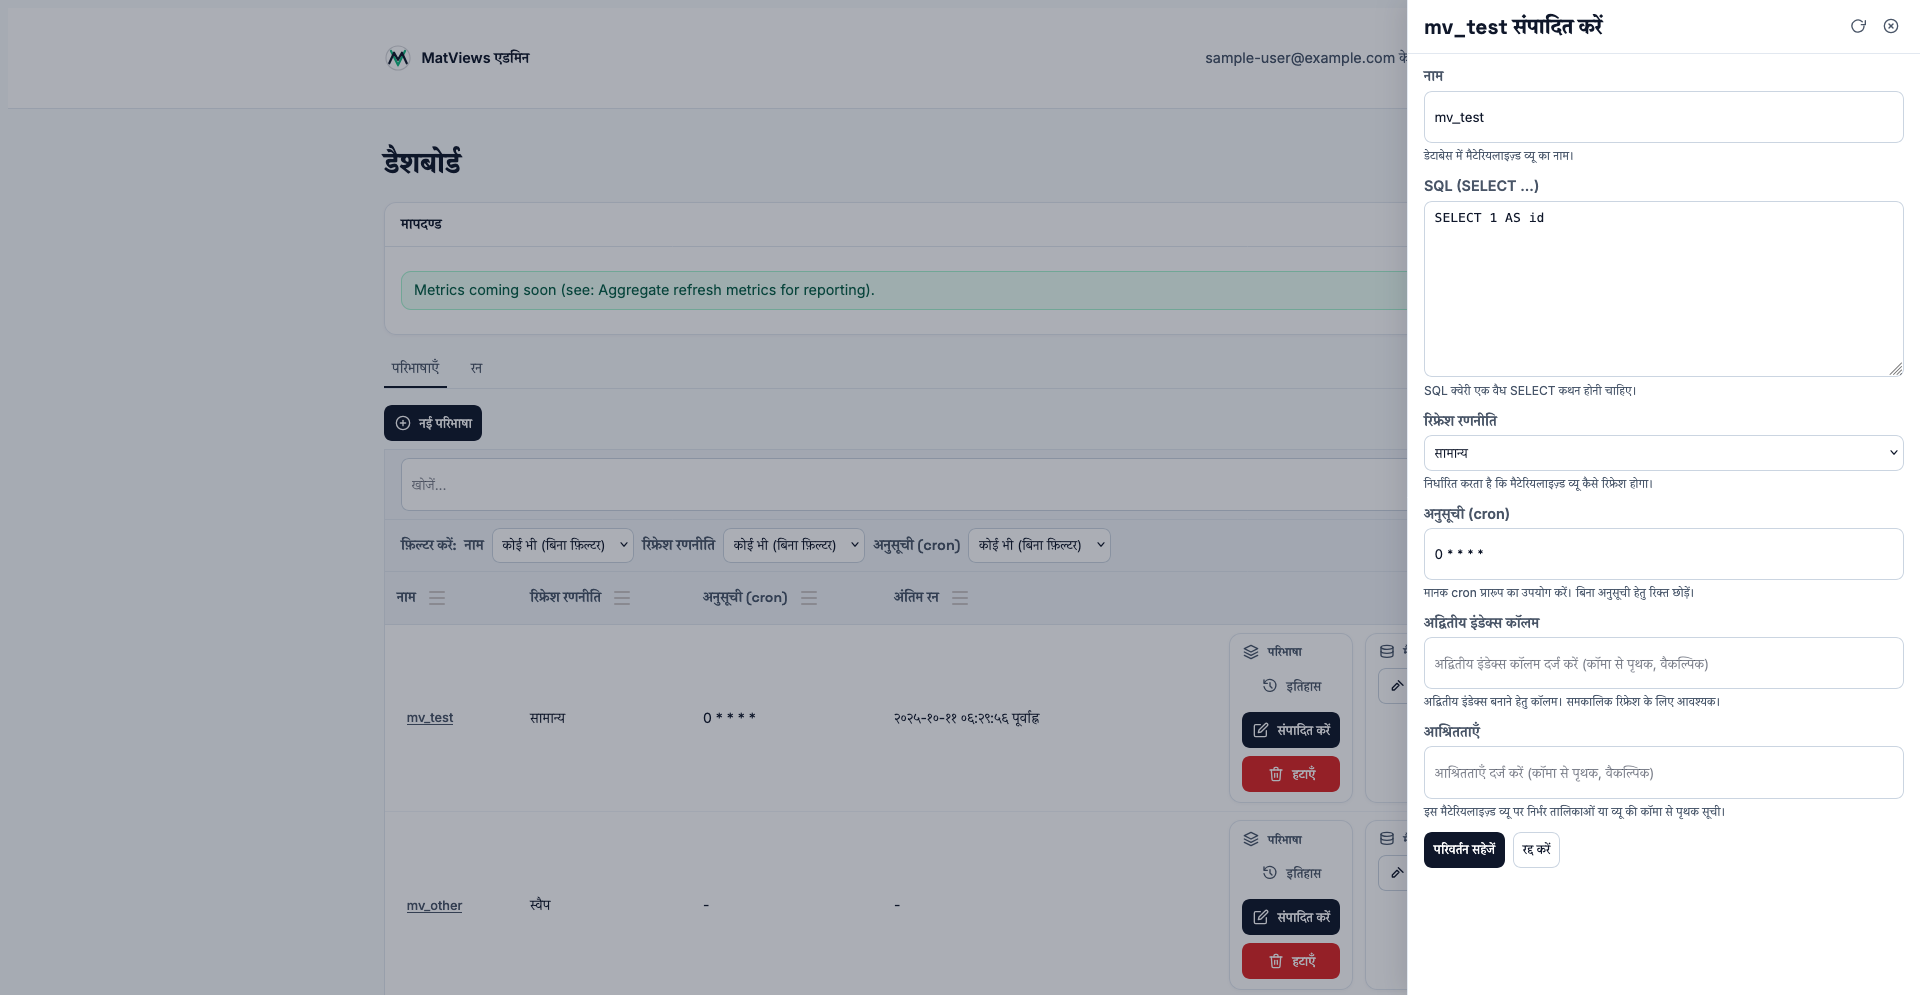 MatViews एडमिन
sample-user@example.com
डैशबोर्ड
मापदण्ड
Metrics coming soon (see: Aggregate refresh metrics for reporting).
परिभाषाएँ रन
नई परिभाषा
खोजें...
फ़िल्टर करें: नाम कोई भी (बिना फ़िल्टर) रिफ्रेश रणनीति कोई भी (बिना फ़िल्टर) अनुसूची (cron) कोई भी (बिना फ़िल्टर)
नाम रिफ्रेश रणनीति अनुसूची (cron) अंतिम रन
mv_test सामान्य 0 * * * * २०२५-१०-११ ०६:२९:५६ पूर्वाह्न
परिभाषा
इतिहास
संपादित करें
हटाएँ
mv_other स्वैप - -
परिभाषा
इतिहास
संपादित करें
हटाएँ
mv_test संपादित करें
नाम
mv_test
डेटाबेस में मैटेरियलाइज़्ड व्यू का नाम।
SQL (SELECT …)
SELECT 1 AS id
SQL क्वेरी एक वैध SELECT कथन होनी चाहिए।
रिफ्रेश रणनीति
सामान्य
निर्धारित करता है कि मैटेरियलाइज़्ड व्यू कैसे रिफ्रेश होगा।
अनुसूची (cron)
0 * * * *
मानक cron प्रारूप का उपयोग करें। बिना अनुसूची हेतु रिक्त छोड़ें।
अद्वितीय इंडेक्स कॉलम
अद्वितीय इंडेक्स कॉलम दर्ज करें (कॉमा से पृथक, वैकल्पिक)
अद्वितीय इंडेक्स बनाने हेतु कॉलम। समकालिक रिफ्रेश के लिए आवश्यक।
आश्रितताएँ
आश्रितताएँ दर्ज करें (कॉमा से पृथक, वैकल्पिक)
इस मैटेरियलाइज़्ड व्यू पर निर्भर तालिकाओं या व्यू की कॉमा से पृथक सूची।
परिवर्तन सहेजें रद्द करें